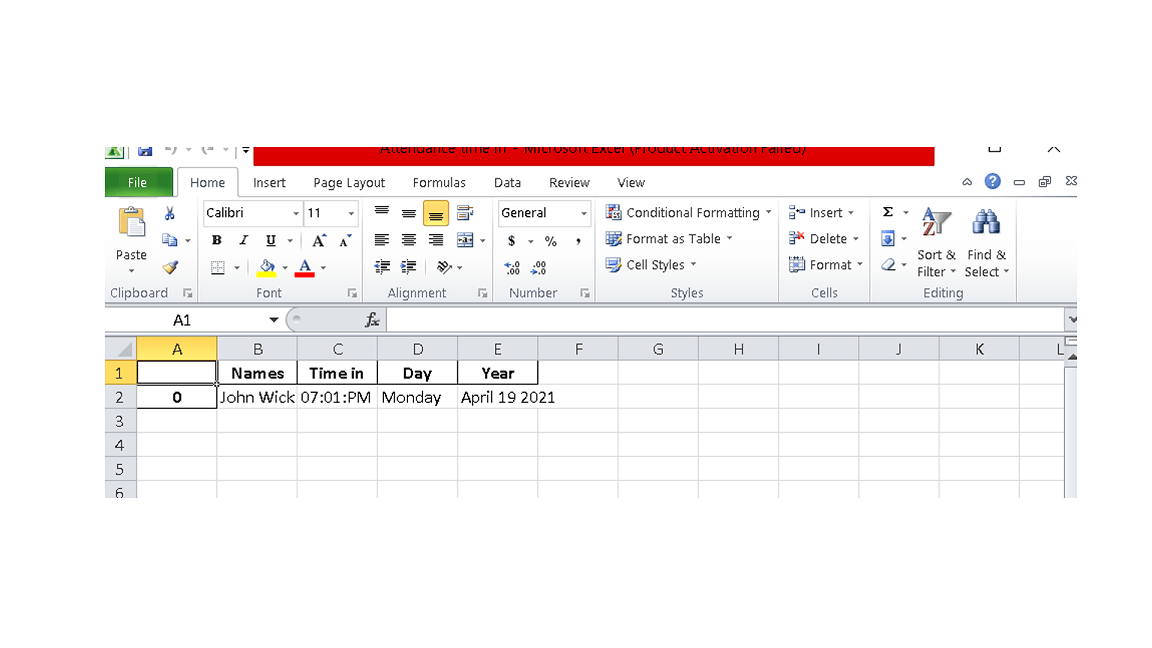 Attendance time in - Microsoft Excel (Product Activation Failed)
File Home Insert Page Layout Formulas Data Review View
Calibri 11 General Conditional Formatting Insert Σ
Paste B I U A A $ % , Format as Table Delete Sort & Filter Find & Select
A .00 .00 Cell Styles Format
Clipboard Font Alignment Number Styles Cells Editing
A1 fx
A B C D E F G H I J K L
1 Names Time in Day Year
2 0 John Wick 07:01:PM Monday April 19 2021
3
4
5
6